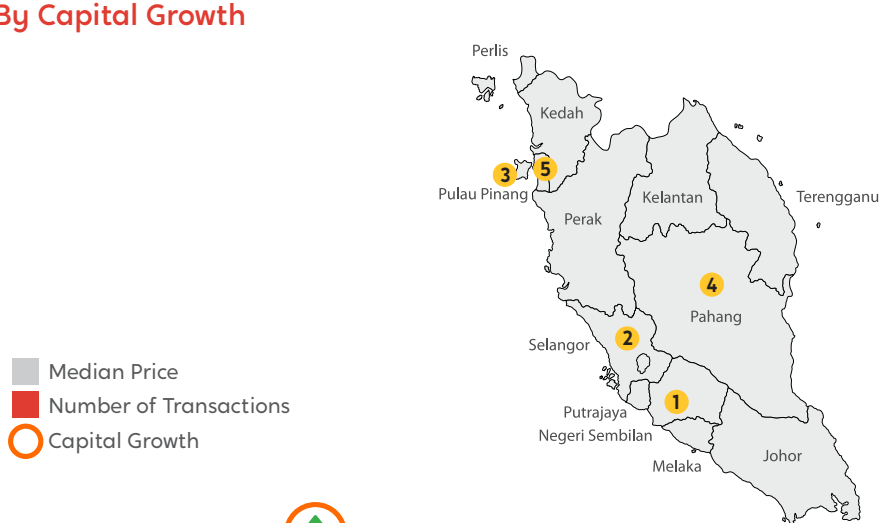 By Capital Growth
Perlis
Kedah
3
5
Pulau Pinang
Kelantan
Terengganu
Perak
4
Pahang
2
Selangor
Median Price
1
Number of Transactions
Putrajaya
Negeri Sembilan
Capital Growth
Johor
Melaka